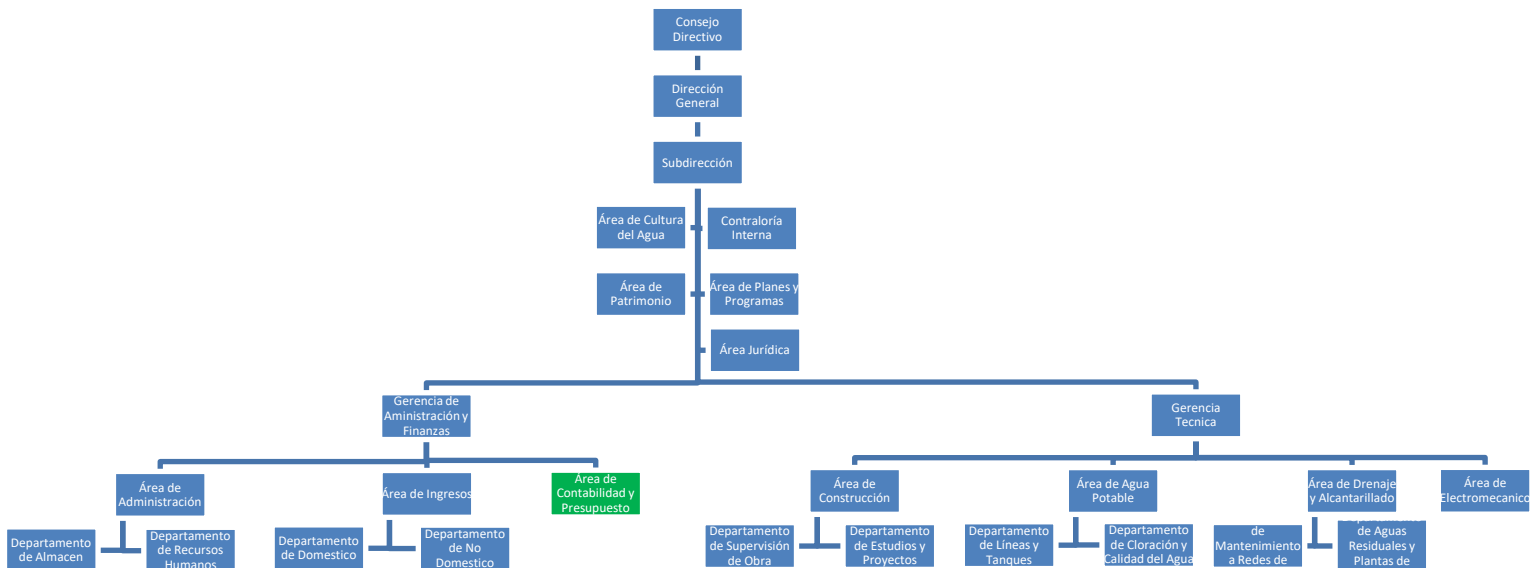 Consejo
Directivo
Dirección
General
Subdirección
Área de Cultura
del Agua
Contraloría
Interna
Área de
Patrimonio
Área de Planes y
Programas
Área Jurídica
Gerencia de
Aministración y
Finanzas
Gerencia
Tecnica
Área de
Administración
Área de Ingresos
Área de
Contabilidad y
Presupuesto
Área de
Construcción
Área de Agua
Potable
Área de Drenaje
y Alcantarillado
Área de
Electromecanico
Departamento
de Almacen
Departamento
de Recursos
Humanos
Departamento
de Domestico
Departamento
de No
Domestico
Departamento
de Supervisión
de Obra
Departamento
de Estudios y
Proyectos
Departamento
de Líneas y
Tanques
Departamento
de Cloración y
Calidad del Agua
de
Mantenimiento
a Redes de
de Aguas
Residuales y
Plantas de